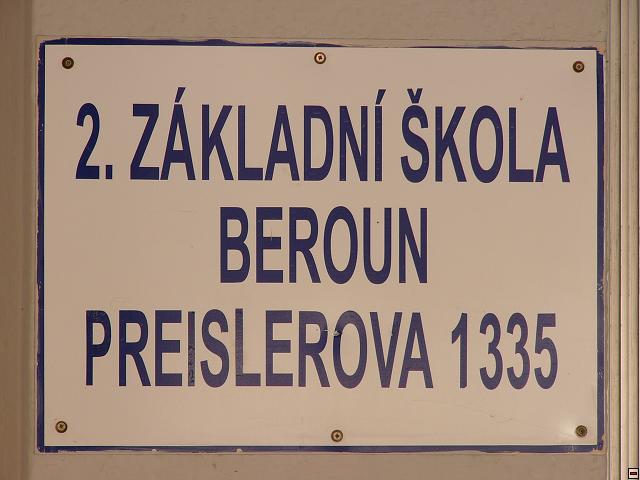 2. ZÁKLADNÍ ŠKOLA
BEROUN
PREISLEROVA 1335